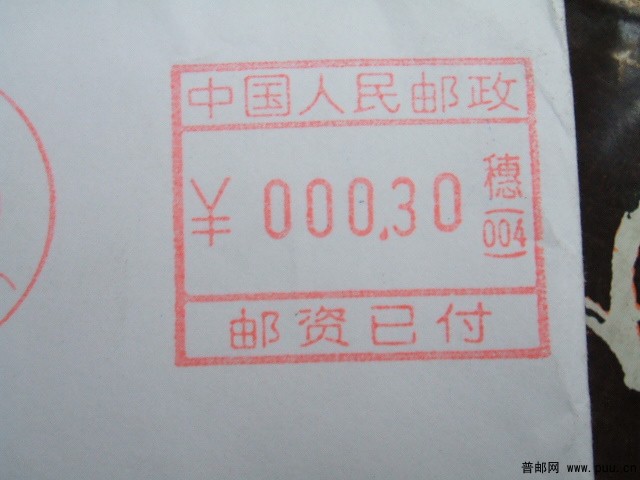 中国人民邮政
¥ 000.30
穗
(004)
邮资已付
普邮网 www.puu.cn